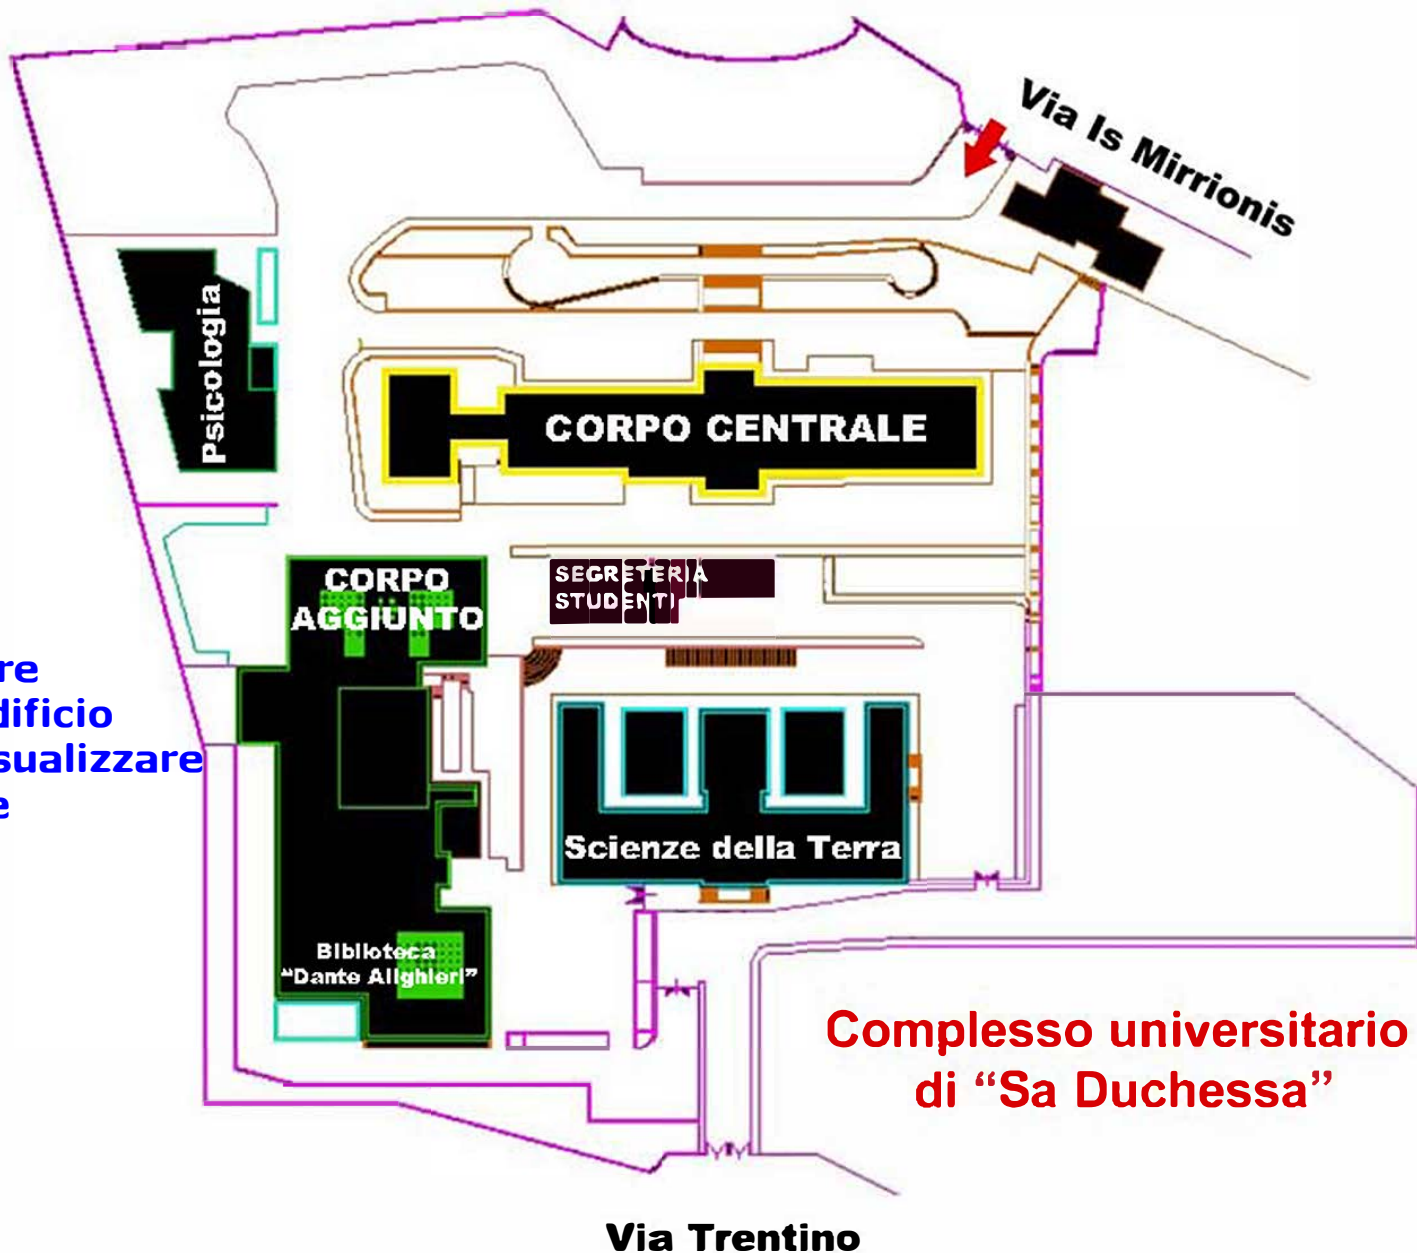 Via Is Mirrionis
Psicologia
CORPO CENTRALE
CORPO
AGGIUNTO
SEGRETERIA
STUDENTI
re
dificio
sualizzare
e
Scienze della Terra
Biblioteca
“Dante Alighieri”
Complesso universitario
di “Sa Duchessa”
Via Trentino